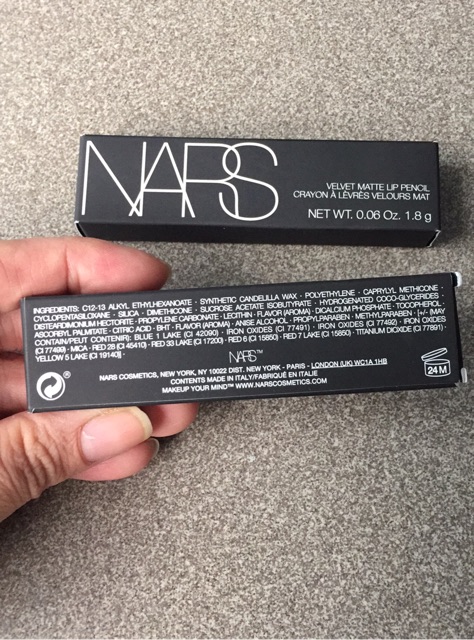 NARS
VELVET MATTE LIP PENCIL
CRAYON À LÈVRES VELOURS MAT
NET WT. 0.06 Oz. 1.8 g
INGREDIENTS: C12-13 ALKYL ETHYLHEXANOATE · SYNTHETIC CANDELILLA WAX · POLYETHYLENE · CAPRYLYL METHICONE ·
CYCLOPENTASILOXANE · SILICA · DIMETHICONE · SUCROSE ACETATE ISOBUTYRATE · HYDROGENATED COCO-GLYCERIDES ·
DISTEARDIMONIUM HECTORITE · PROPYLENE CARBONATE · LECITHIN · FLAVOR (AROMA) · DICALCIUM PHOSPHATE · TOCOPHEROL ·
ASCORBYL PALMITATE · CITRIC ACID · BHT · FLAVOR (AROMA) · ANISE ALCOHOL · PROPYLPARABEN · METHYLPARABEN · [+/- (MAY
CONTAIN/PEUT CONTENIR): BLUE 1 LAKE (CI 42090) · IRON OXIDES (CI 77491) · IRON OXIDES (CI 77492) · IRON OXIDES
(CI 77499) · MICA · RED 28 (CI 45410) · RED 33 LAKE (CI 17200) · RED 6 (CI 15850) · RED 7 LAKE (CI 15850) · TITANIUM DIOXIDE (CI 77891) ·
YELLOW 5 LAKE (CI 19140)] ·
NARS™
NARS COSMETICS, NEW YORK, NY 10022 DIST. NEW YORK - PARIS - LONDON (UK) WC1A 1HB
CONTENTS MADE IN ITALY/FABRIQUÉ EN ITALIE
MAKEUP YOUR MIND™ WWW.NARSCOSMETICS.COM
24 M